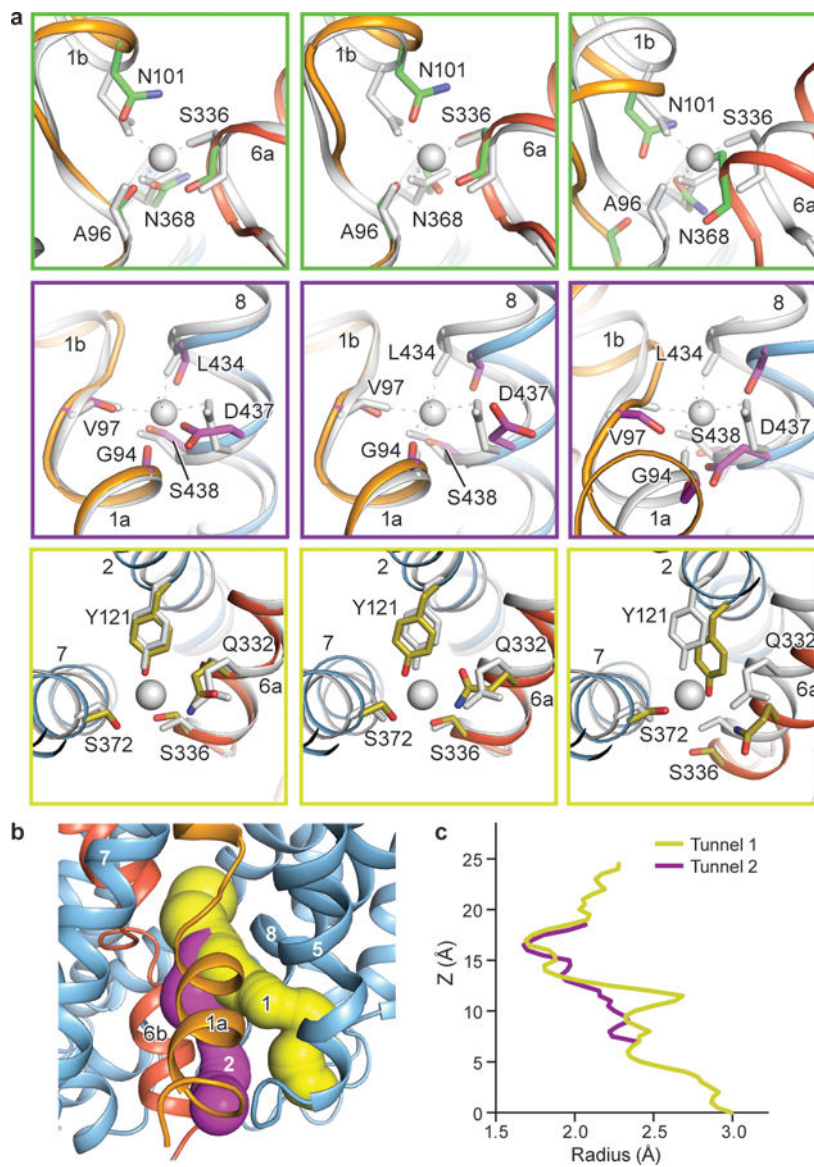 a
1b
N101
S336
6a
A96
N368
1b
N101
S336
6a
A96
N368
1b
N101
S336
A96
N368
6a
8
1b
L434
V97
D437
G94
S438
1a
8
1b
L434
V97
D437
G94
S438
1a
8
1b
L434
V97
S438
D437
G94
1a
2
Y121
Q332
7
6a
S372
S336
2
Y121
Q332
7
6a
S372
S336
2
Y121
Q332
7
6a
S372
S336
b
7
8
5
1
1a
6b
2
c
Tunnel 1
Tunnel 2
25
20
15
10
5
0
Z (Å)
1.5 2.0 2.5 3.0
Radius (Å)